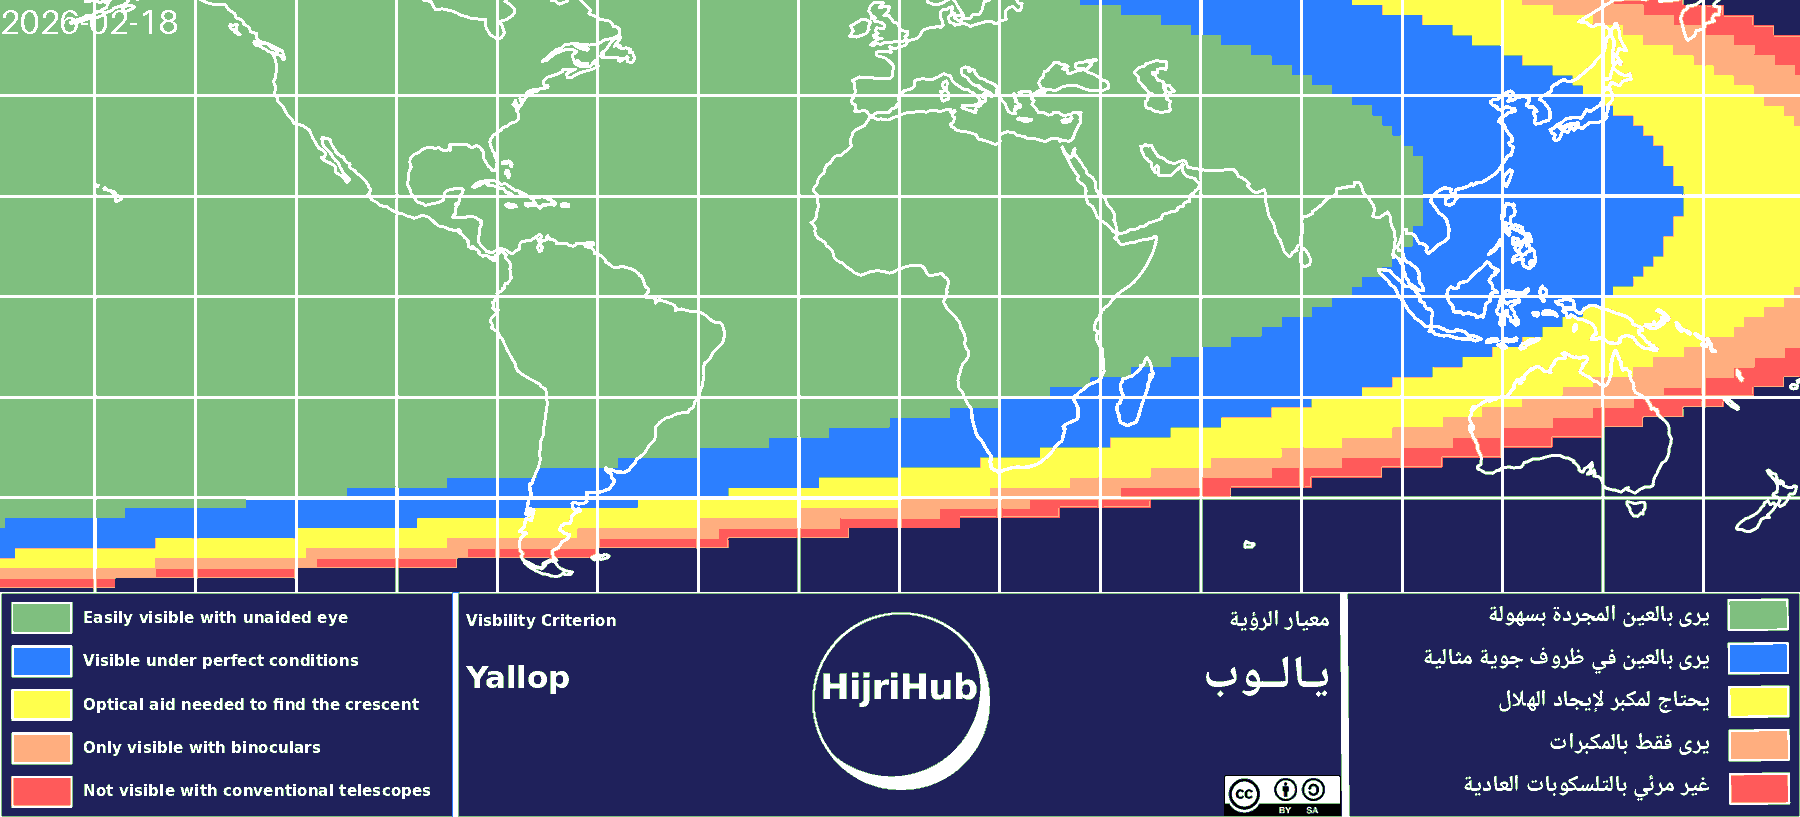 2026-02-18
Easily visible with unaided eye
Visible under perfect conditions
Optical aid needed to find the crescent
Only visible with binoculars
Not visible with conventional telescopes
Visbility Criterion
Yallop
HijriHub
معيار الرؤية
يـالـوب
cc
BY SA
يرى بالعين المجردة بسهولة
يرى بالعين في ظروف جوية مثالية
يحتاج لمكبر لإيجاد الهلال
يرى فقط بالمكبرات
غير مرئي بالتلسكوبات العادية